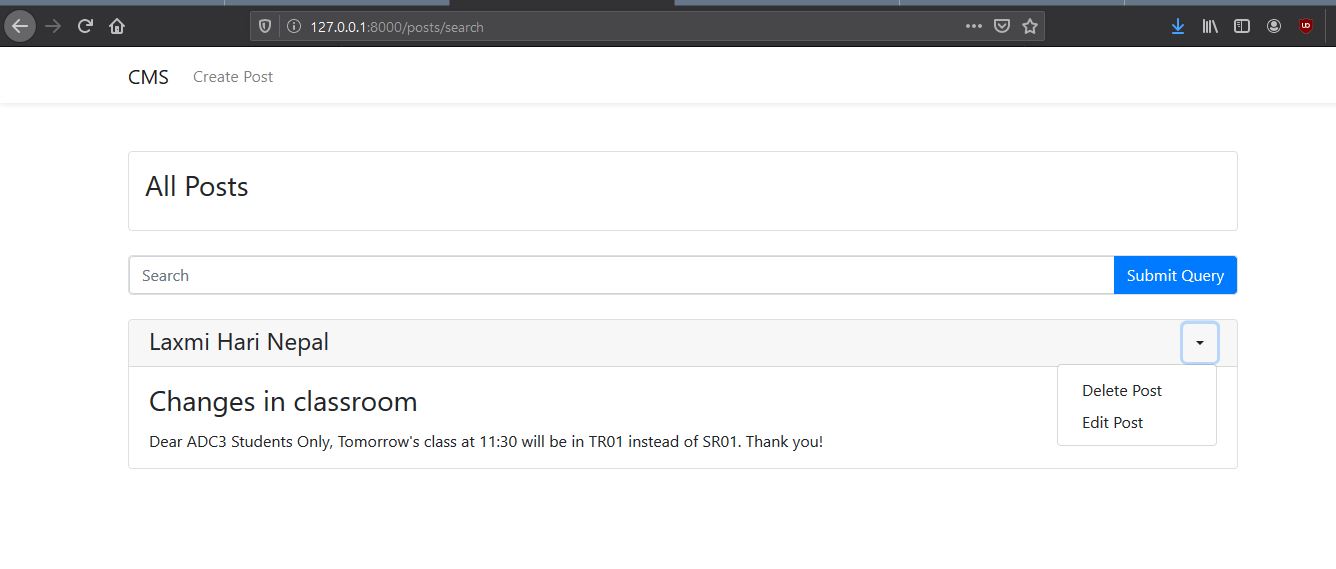 127.0.0.1:8000/posts/search
CMS Create Post
All Posts
Search Submit Query
Laxmi Hari Nepal
Delete Post
Edit Post
Changes in classroom
Dear ADC3 Students Only, Tomorrow's class at 11:30 will be in TR01 instead of SR01. Thank you!